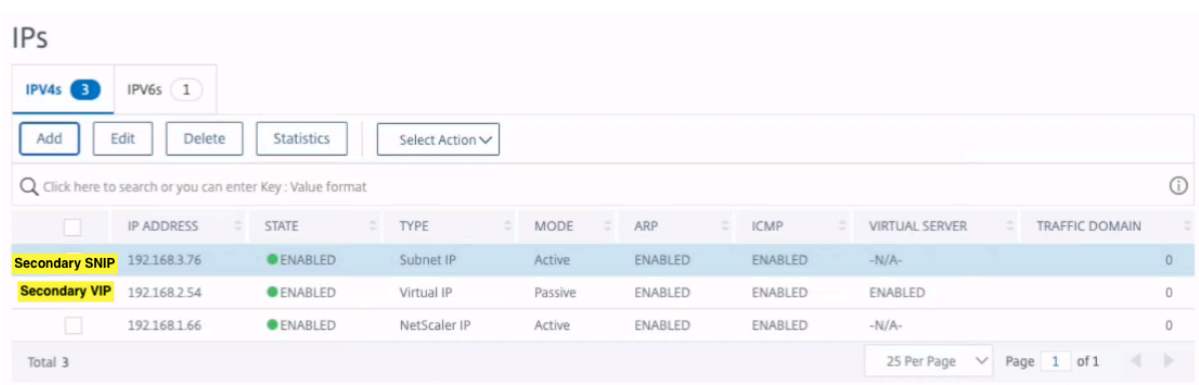 IPs
IPV4s 3 IPV6s 1
Add Edit Delete Statistics Select Action
Click here to search or you can enter Key : Value format
IP ADDRESS STATE TYPE MODE ARP ICMP VIRTUAL SERVER TRAFFIC DOMAIN
Secondary SNIP 192.168.3.76 ENABLED Subnet IP Active ENABLED ENABLED -N/A- 0
Secondary VIP 192.168.2.54 ENABLED Virtual IP Passive ENABLED ENABLED ENABLED 0
192.168.1.66 ENABLED NetScaler IP Active ENABLED ENABLED -N/A- 0
Total 3 25 Per Page Page 1 of 1